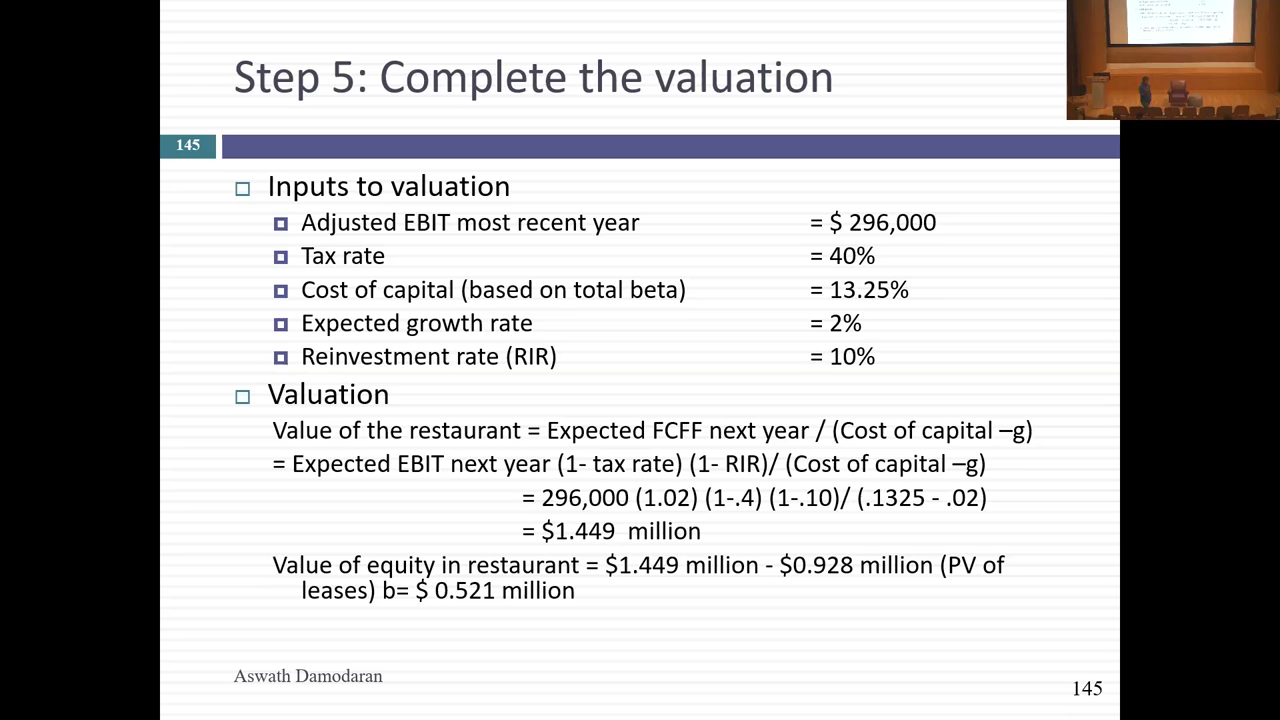 Step 5: Complete the valuation
145
Inputs to valuation
Adjusted EBIT most recent year = $ 296,000
Tax rate = 40%
Cost of capital (based on total beta) = 13.25%
Expected growth rate = 2%
Reinvestment rate (RIR) = 10%
Valuation
Value of the restaurant = Expected FCFF next year / (Cost of capital –g)
= Expected EBIT next year (1- tax rate) (1- RIR)/ (Cost of capital –g)
= 296,000 (1.02) (1-.4) (1-.10)/ (.1325 - .02)
= $1.449 million
Value of equity in restaurant = $1.449 million - $0.928 million (PV of
leases) b= $ 0.521 million
Aswath Damodaran
145